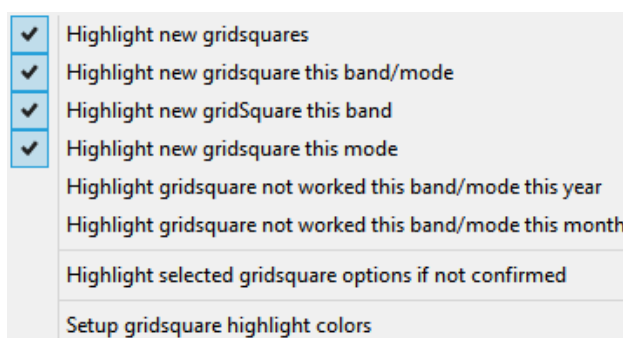 Highlight new gridsquares
Highlight new gridsquare this band/mode
Highlight new gridSquare this band
Highlight new gridsquare this mode
Highlight gridsquare not worked this band/mode this year
Highlight gridsquare not worked this band/mode this month
Highlight selected gridsquare options if not confirmed
Setup gridsquare highlight colors